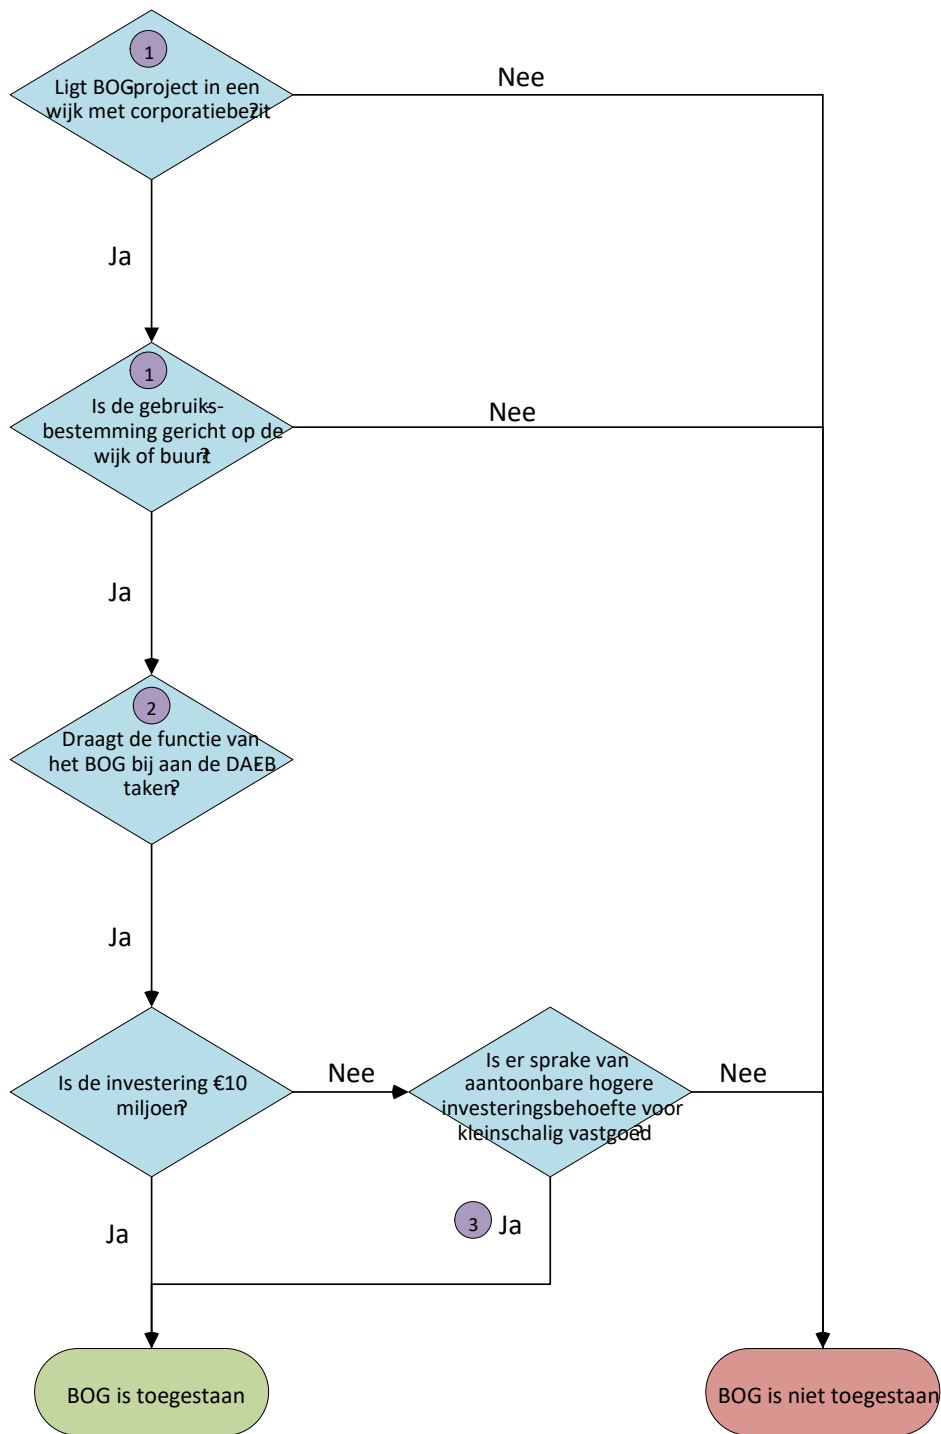 1
Ligt BOGproject in een
wijk met corporatiebezit?
Nee
Ja
1
Is de gebruiks-
bestemming gericht op de
wijk of buurt?
Nee
Ja
2
Draagt de functie van
het BOG bij aan de DAEB-
taken?
Ja
Is de investering €10
miljoen?
Nee
Is er sprake van
aantoonbare hogere
investeringsbehoefte voor
kleinschalig vastgoed?
Nee
Ja
3
Ja
BOG is toegestaan
BOG is niet toegestaan